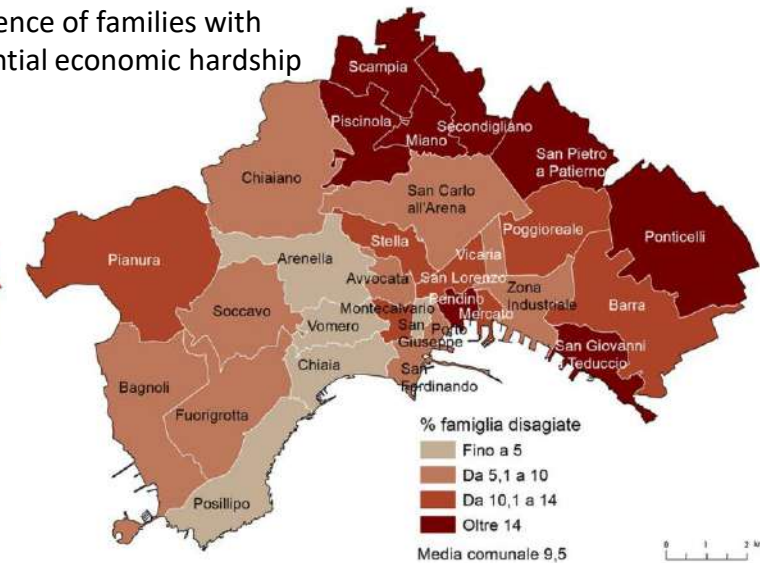 ence of families with
ntial economic hardship
Scampia
Piscinola
Miano
Secondigliano
San Pietro
a Patierno
Chiaiano
San Carlo
all'Arena
Ponticelli
Poggioreale
Stella
Vicaria
Pianura
Arenella
Avvocata
San Lorenzo
Zona
Industriale
Barra
Soccavo
Montecalvario
Pendino
Mercato
Vomero
San
Giuseppe
Porto
San Giovanni
Teduccio
Chiaia
San
Ferdinando
Bagnoli
Fuorigrotta
Posillipo
% famiglia disagiate
Fino a 5
Da 5,1 a 10
Da 10,1 a 14
Oltre 14
Media comunale 9,5
0 1 2